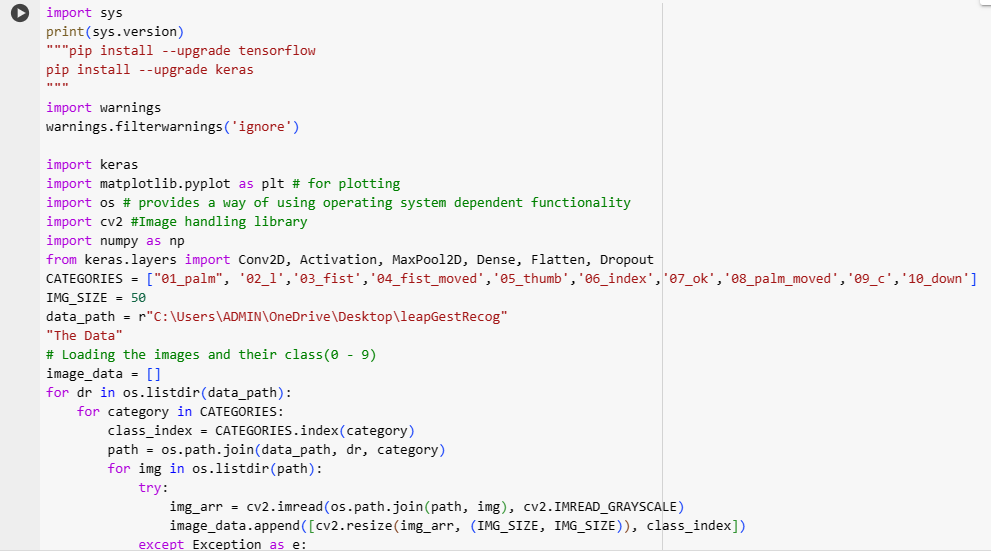 import sys
print(sys.version)
"""pip install --upgrade tensorflow
pip install --upgrade keras
"""
import warnings
warnings.filterwarnings('ignore')
import keras
import matplotlib.pyplot as plt # for plotting
import os # provides a way of using operating system dependent functionality
import cv2 #Image handling library
import numpy as np
from keras.layers import Conv2D, Activation, MaxPool2D, Dense, Flatten, Dropout
CATEGORIES = ["01_palm", '02_l','03_fist','04_fist_moved','05_thumb','06_index','07_ok','08_palm_moved','09_c','10_down']
IMG_SIZE = 50
data_path = r"C:\Users\ADMIN\OneDrive\Desktop\leapGestRecog"
"The Data"
# Loading the images and their class(0 - 9)
image_data = []
for dr in os.listdir(data_path):
    for category in CATEGORIES:
        class_index = CATEGORIES.index(category)
        path = os.path.join(data_path, dr, category)
        for img in os.listdir(path):
            try:
                img_arr = cv2.imread(os.path.join(path, img), cv2.IMREAD_GRAYSCALE)
                image_data.append([cv2.resize(img_arr, (IMG_SIZE, IMG_SIZE)), class_index])
            except Exception as e: